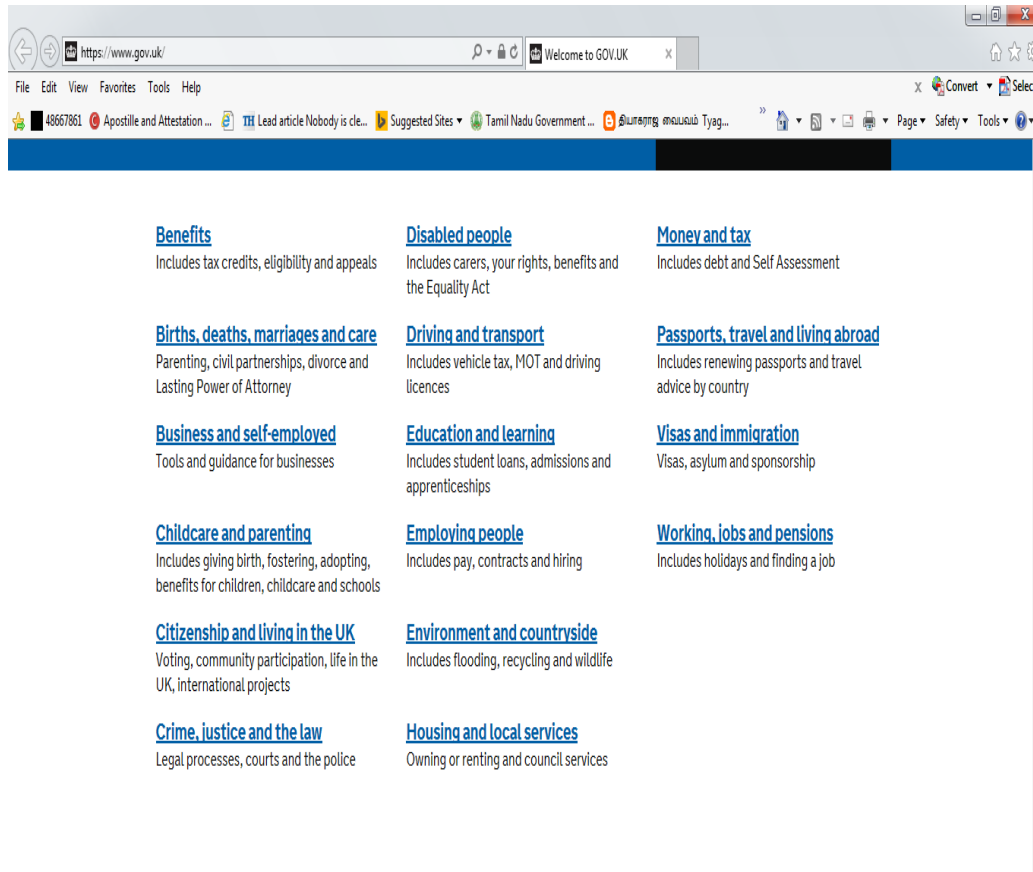 https://www.gov.uk/
Welcome to GOV.UK
File Edit View Favorites Tools Help
Convert
Selec
48667861
Apostille and Attestation ...
Lead article Nobody is cle...
Suggested Sites
Tamil Nadu Government ...
தியாகராஜ வைபவம் Tyag...
Page
Safety
Tools
Benefits
Includes tax credits, eligibility and appeals
Births, deaths, marriages and care
Parenting, civil partnerships, divorce and
Lasting Power of Attorney
Business and self-employed
Tools and guidance for businesses
Childcare and parenting
Includes giving birth, fostering, adopting,
benefits for children, childcare and schools
Citizenship and living in the UK
Voting, community participation, life in the
UK, international projects
Crime, justice and the law
Legal processes, courts and the police
Disabled people
Includes carers, your rights, benefits and
the Equality Act
Driving and transport
Includes vehicle tax, MOT and driving
licences
Education and learning
Includes student loans, admissions and
apprenticeships
Employing people
Includes pay, contracts and hiring
Environment and countryside
Includes flooding, recycling and wildlife
Housing and local services
Owning or renting and council services
Money and tax
Includes debt and Self Assessment
Passports, travel and living abroad
Includes renewing passports and travel
advice by country
Visas and immigration
Visas, asylum and sponsorship
Working, jobs and pensions
Includes holidays and finding a job